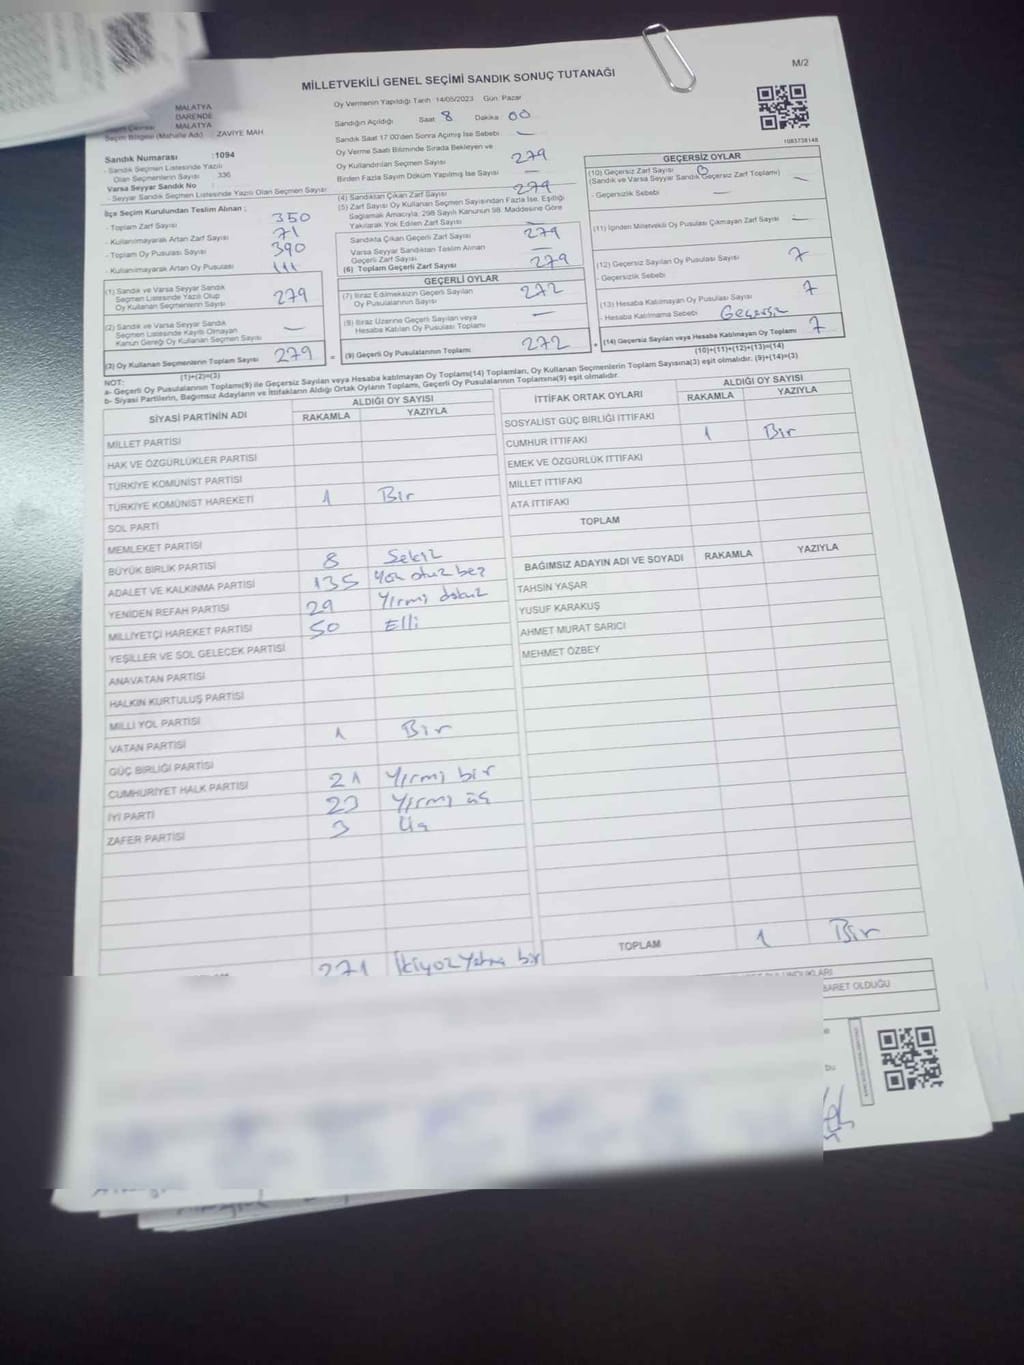 MİLLETVEKİLİ GENEL SEÇİMİ SANDIK SONUÇ TUTANAĞI
M/2
MALATYA
DARENDE
MALATYA
Seçim Bölgesi (Mahalle Adı) : ZAVİYE MAH.
Sandık Numarası :1094
- Sandık Seçmen Listesinde Yazılı Olan Seçmenlerin Sayısı : 336
Varsa Seyyar Sandık No
- Seyyar Sandık Seçmen Listesinde Yazılı Olan Seçmen Sayısı
İlçe Seçim Kurulundan Teslim Alınan ;
- Toplam Zarf Sayısı 350
- Kullanılmayarak Artan Zarf Sayısı 71
- Toplam Oy Pusulası Sayısı 390
- Kullanılmayarak Artan Oy Pusulası 111
(1) Sandık ve Varsa Seyyar Sandık Seçmen Listesinde Yazılı Olup Oy Kullanan Seçmenlerin Sayısı 279
(2) Sandık ve Varsa Seyyar Sandık Seçmen Listesinde Kayıtlı Olmayan Kanun Gereği Oy Kullanan Seçmen Sayısı —
(3) Oy Kullanan Seçmenlerin Toplam Sayısı 279
(1)+(2)=(3)
Oy Vermenin Yapıldığı Tarih 14/05/2023 Gün: Pazar
Sandığın Açıldığı Saat 8 Dakika 00
Sandık Saat 17:00'den Sonra Açılmış İse Sebebi —
Oy Verme Saati Bitiminde Sırada Bekleyen ve Oy Kullandırılan Seçmen Sayısı 279
Birden Fazla Sayım Döküm Yapılmış İse Sayısı —
(4) Sandıktan Çıkan Zarf Sayısı 279
(5) Zarf Sayısı Oy Kullanan Seçmen Sayısından Fazla İse, Eşitliği Sağlamak Amacıyla; 298 Sayılı Kanunun 98. Maddesine Göre Yakılarak Yok Edilen Zarf Sayısı —
Sandıkta Çıkan Geçerli Zarf Sayısı 279
Varsa Seyyar Sandıktan Teslim Alınan Geçerli Zarf Sayısı —
(6) Toplam Geçerli Zarf Sayısı 279
GEÇERLİ OYLAR
(7) İtiraz Edilmeksizin Geçerli Sayılan Oy Pusulalarının Sayısı 272
(8) İtiraz Üzerine Geçerli Sayılan veya Hesaba Katılan Oy Pusulası Toplamı —
= (9) Geçerli Oy Pusulalarının Toplamı 272 +
1083738148
GEÇERSİZ OYLAR
(10) Geçersiz Zarf Sayısı (Sandık ve Varsa Seyyar Sandık Geçersiz Zarf Toplamı) —
- Geçersizlik Sebebi —
(11) İçinden Milletvekili Oy Pusulası Çıkmayan Zarf Sayısı —
(12) Geçersiz Sayılan Oy Pusulası Sayısı 7
- Geçersizlik Sebebi
(13) Hesaba Katılmayan Oy Pusulası Sayısı 7
- Hesaba Katılmama Sebebi Geçersiz
(14) Geçersiz Sayılan veya Hesaba Katılmayan Oy Toplamı 7
(10)+(11)+(12)+(13)=(14)
NOT:
a- Geçerli Oy Pusulalarının Toplamı(9) ile Geçersiz Sayılan veya Hesaba katılmayan Oy Toplamı(14) Toplamları, Oy Kullanan Seçmenlerin Toplam Sayısına(3) eşit olmalıdır. (9)+(14)=(3)
b- Siyasi Partilerin, Bağımsız Adayların ve İttifakların Aldığı Ortak Oyların Toplamı, Geçerli Oy Pusulalarının Toplamına(9) eşit olmalıdır.
SİYASİ PARTİNİN ADI
ALDIĞI OY SAYISI
RAKAMLA YAZIYLA
MİLLET PARTİSİ
HAK VE ÖZGÜRLÜKLER PARTİSİ
TÜRKİYE KOMÜNİST PARTİSİ
TÜRKİYE KOMÜNİST HAREKETİ 1 Bir
SOL PARTİ
MEMLEKET PARTİSİ
BÜYÜK BİRLİK PARTİSİ 8 Sekiz
ADALET VE KALKINMA PARTİSİ 135 Yüz otuz beş
YENİDEN REFAH PARTİSİ 29 Yirmi dokuz
MİLLİYETÇİ HAREKET PARTİSİ 50 Elli
YEŞİLLER VE SOL GELECEK PARTİSİ
ANAVATAN PARTİSİ
HALKIN KURTULUŞ PARTİSİ
MİLLİ YOL PARTİSİ
VATAN PARTİSİ 1 Bir
GÜÇ BİRLİĞİ PARTİSİ
CUMHURİYET HALK PARTİSİ 21 Yirmi bir
İYİ PARTİ 23 Yirmi üç
ZAFER PARTİSİ 3 Üç
271 İkiyüz Yetmiş bir
İTTİFAK ORTAK OYLARI
ALDIĞI OY SAYISI
RAKAMLA YAZIYLA
SOSYALİST GÜÇ BİRLİĞİ İTTİFAKI
CUMHUR İTTİFAKI 1 Bir
EMEK VE ÖZGÜRLÜK İTTİFAKI
MİLLET İTTİFAKI
ATA İTTİFAKI
TOPLAM
BAĞIMSIZ ADAYIN ADI VE SOYADI RAKAMLA YAZIYLA
TAHSİN YAŞAR
YUSUF KARAKUŞ
AHMET MURAT SARICI
MEHMET ÖZBEY
TOPLAM 1 Bir
BARET OLDUĞU
bu